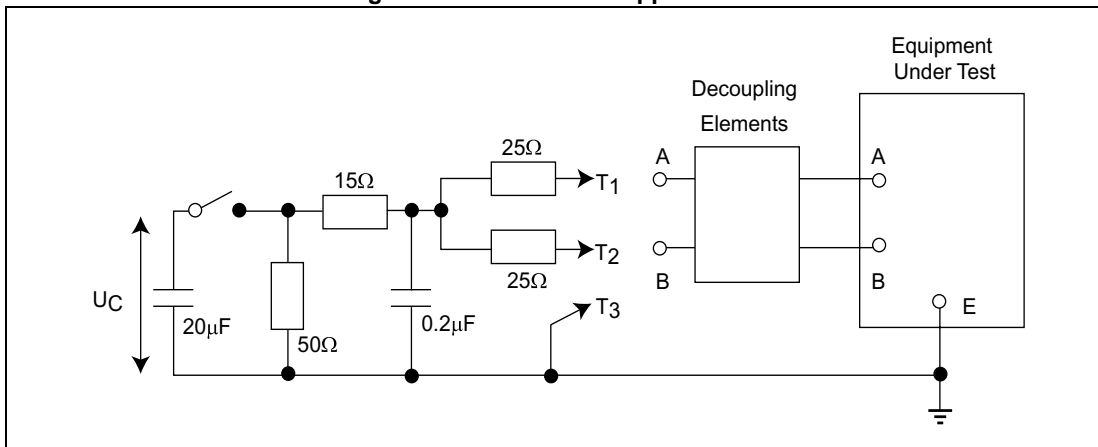 Equipment
Under Test
Decoupling
Elements
25Ω
A
A
15Ω
T1
T2
B
B
25Ω
T3
E
UC
20μF
0.2μF
50Ω